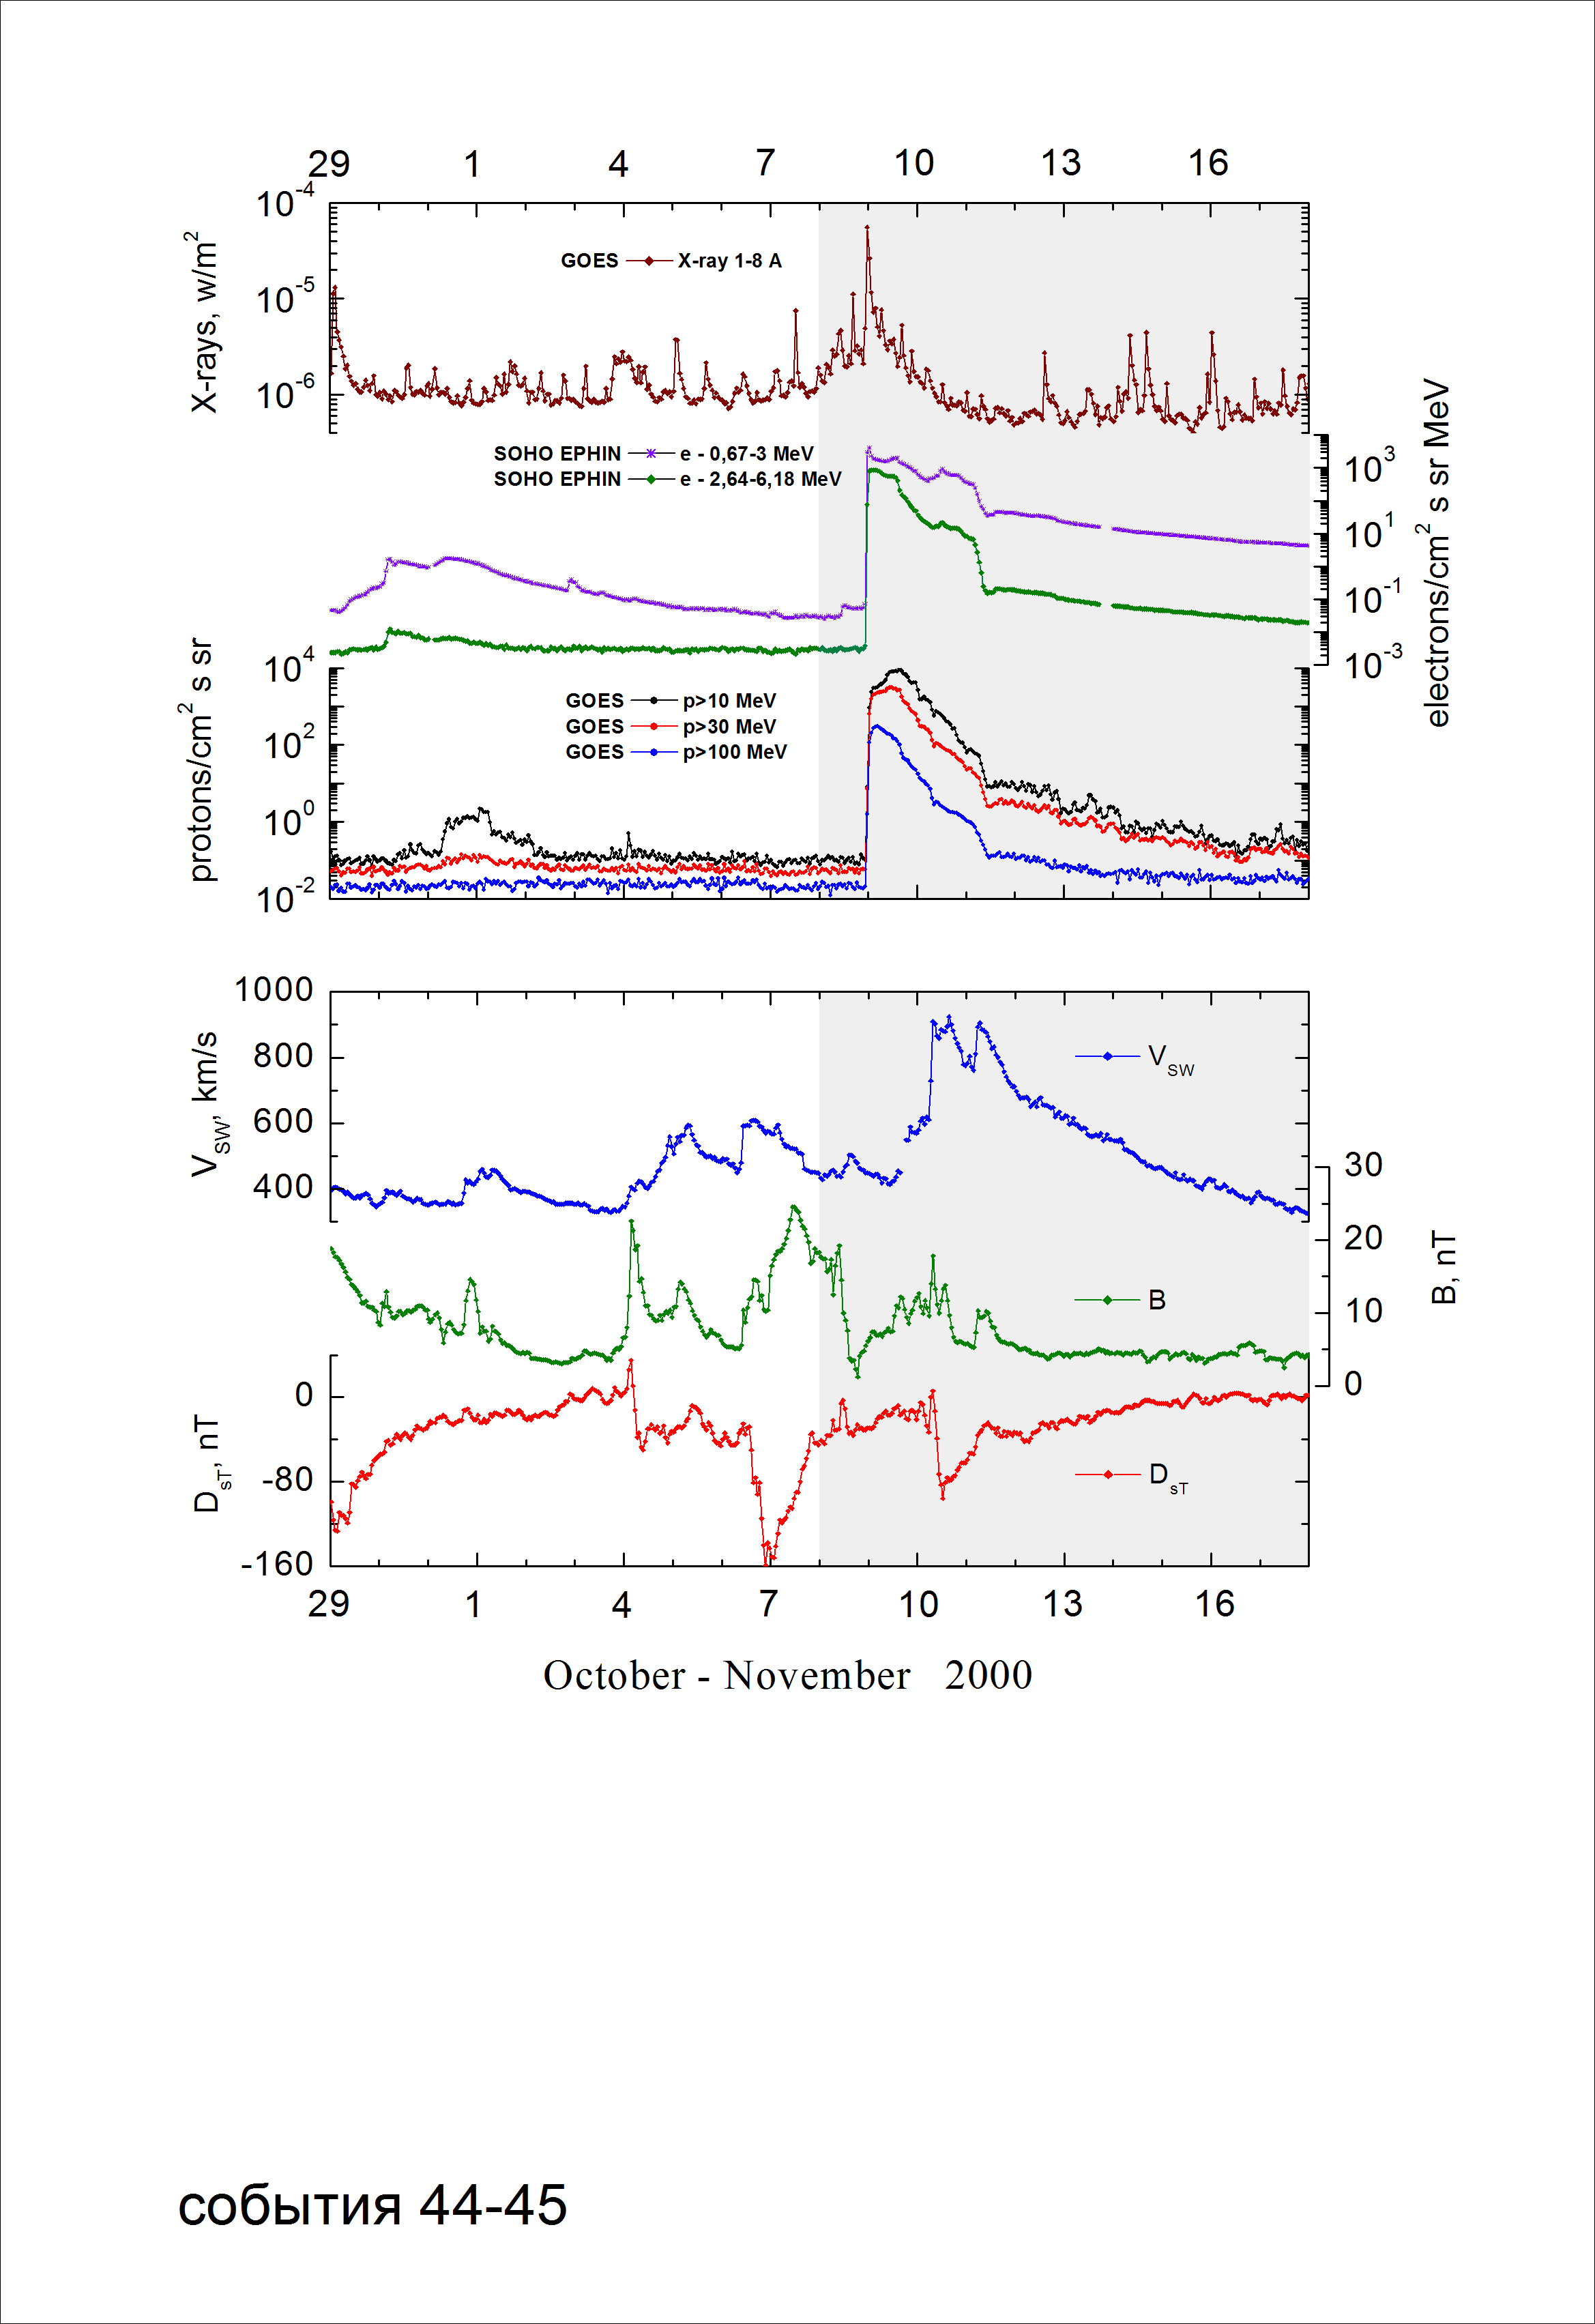 29 1 4 7 10 13 16
10-4
10-5
10-6
X-rays, w/m2
GOES X-ray 1-8 A
SOHO EPHIN e - 0,67-3 MeV
SOHO EPHIN e - 2,64-6,18 MeV
103
101
10-1
10-3
electrons/cm2 s sr MeV
104
102
100
10-2
protons/cm2 s sr
GOES p>10 MeV
GOES p>30 MeV
GOES p>100 MeV
1000
800
600
400
VSW, km/s
VSW
30
20
10
0
B, nT
B
0
-80
-160
DsT, nT
DsT
29 1 4 7 10 13 16
October - November 2000
события 44-45